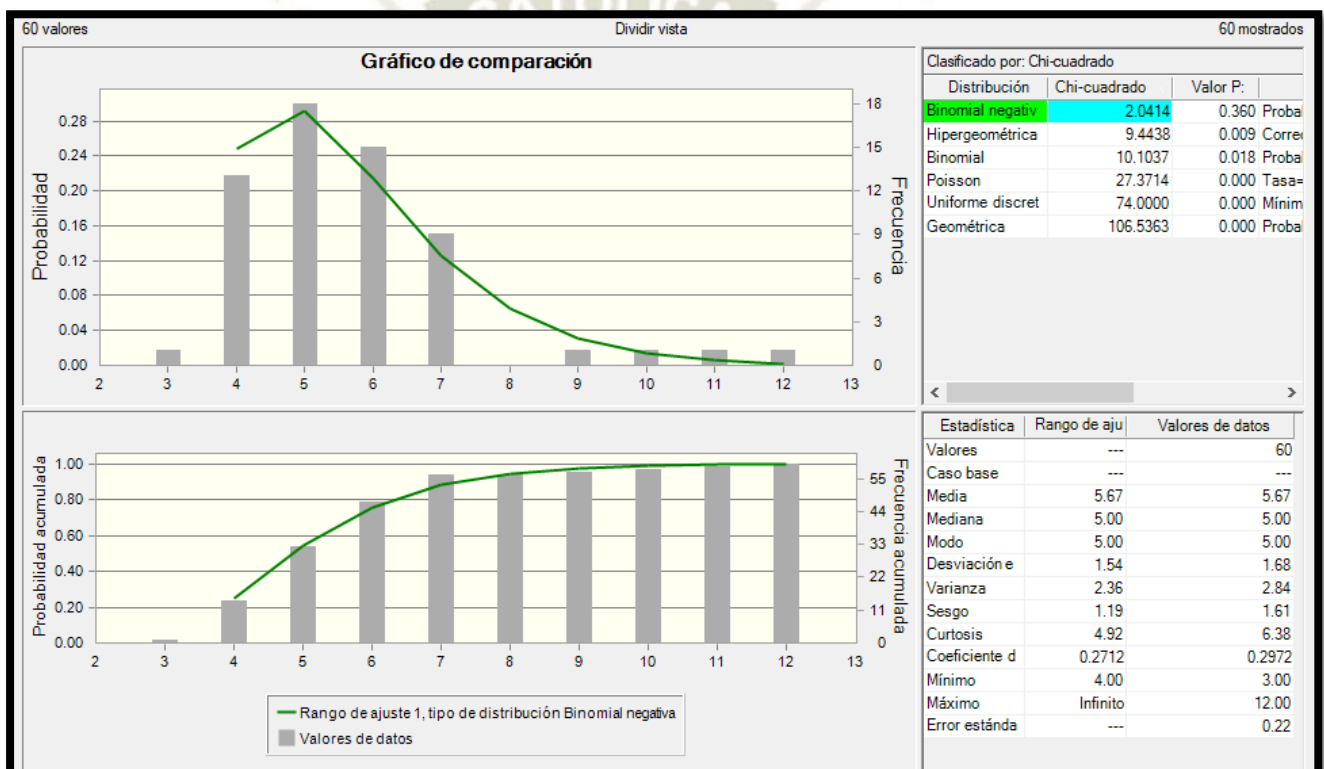 60 valores Dividir vista 60 mostrados
Gráfico de comparación
Probabilidad
0.28
0.24
0.20
0.16
0.12
0.08
0.04
0.00
18
15
12
9
6
3
0
Frecuencia
2 3 4 5 6 7 8 9 10 11 12 13
Clasificado por: Chi-cuadrado
Distribución Chi-cuadrado Valor P:
Binomial negativ 2.0414 0.360 Probal
Hipergeométrica 9.4438 0.009 Corre
Binomial 10.1037 0.018 Probal
Poisson 27.3714 0.000 Tasa=
Uniforme discret 74.0000 0.000 Mínim
Geométrica 106.5363 0.000 Probal
< >
Probabilidad acumulada
1.00
0.80
0.60
0.40
0.20
0.00
55
44
33
22
11
0
Frecuencia acumulada
2 3 4 5 6 7 8 9 10 11 12 13
Rango de ajuste 1, tipo de distribución Binomial negativa
Valores de datos
Estadística Rango de aju Valores de datos
Valores --- 60
Caso base --- ---
Media 5.67 5.67
Mediana 5.00 5.00
Modo 5.00 5.00
Desviación e 1.54 1.68
Varianza 2.36 2.84
Sesgo 1.19 1.61
Curtosis 4.92 6.38
Coeficiente d 0.2712 0.2972
Mínimo 4.00 3.00
Máximo Infinito 12.00
Error estánda --- 0.22